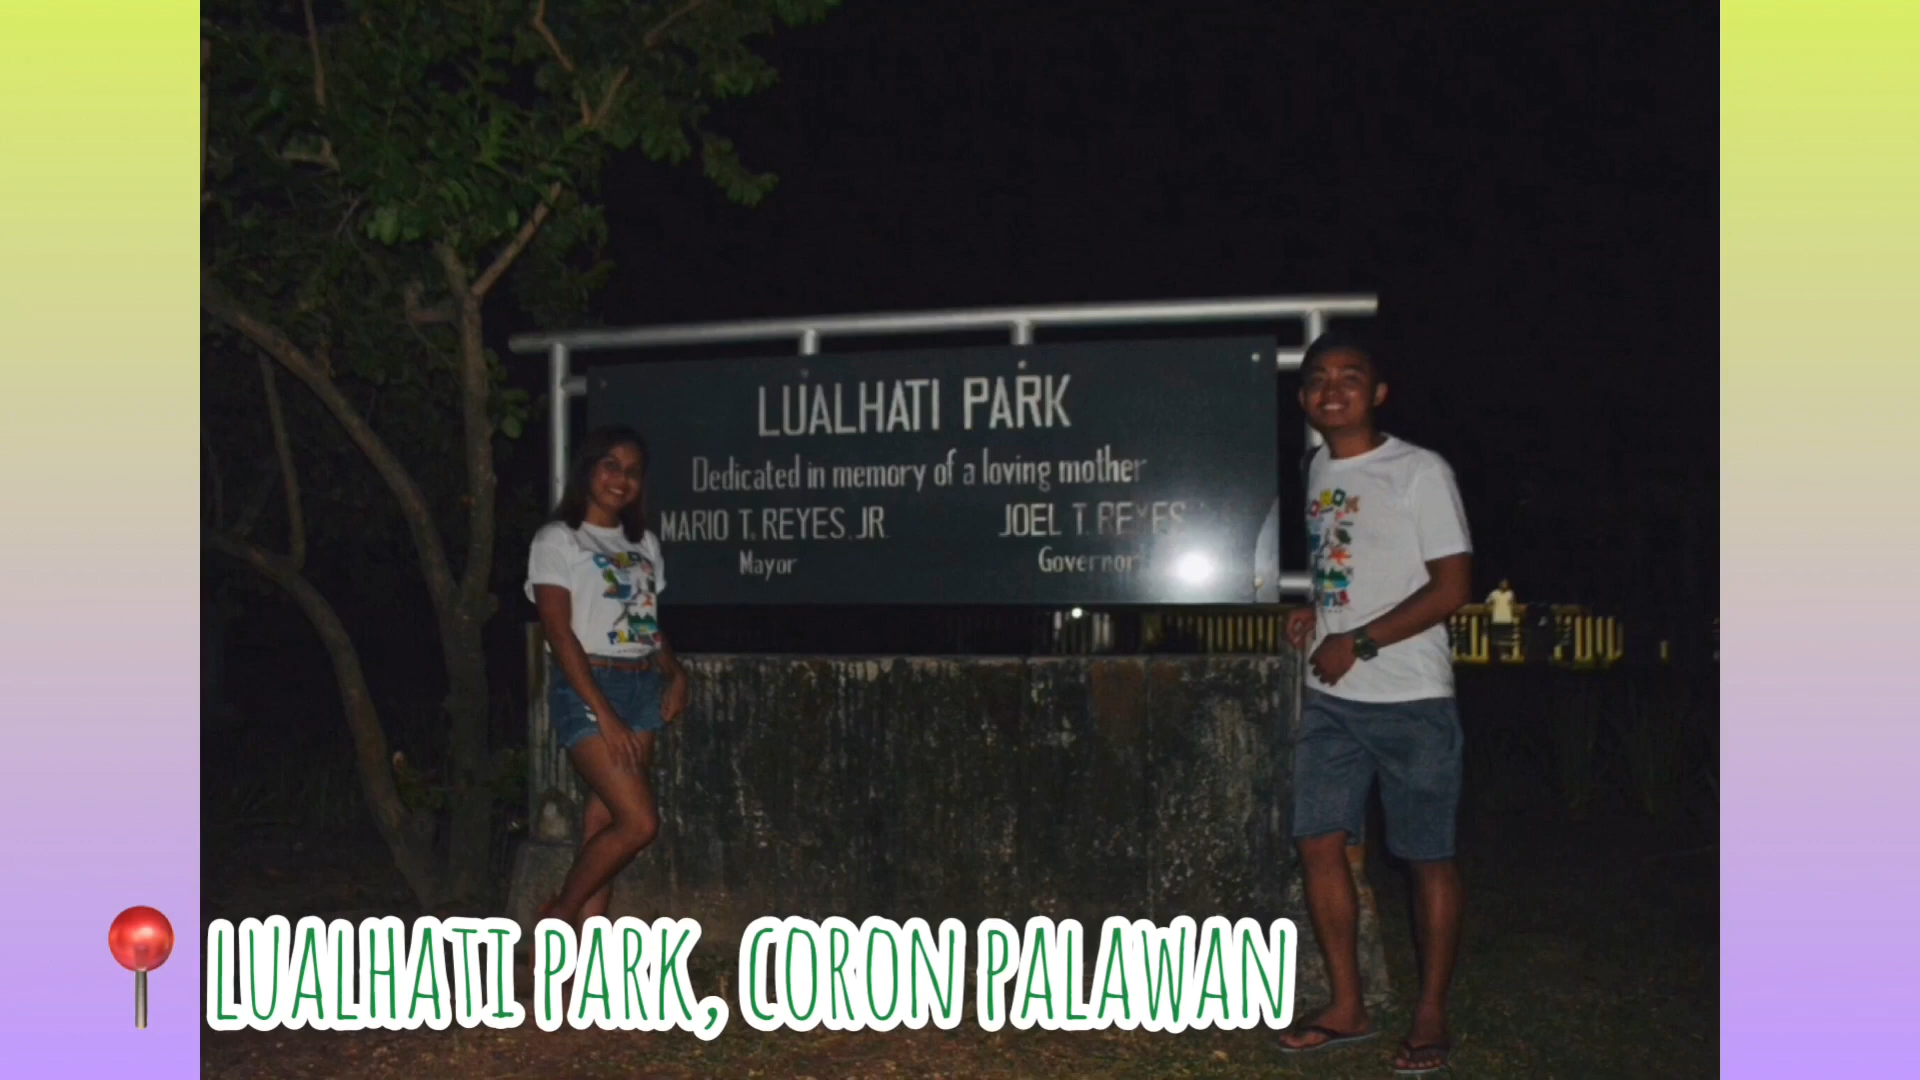 LUALHATI PARK
Dedicated in memory of a loving mother
MARIO T. REYES, JR. JOEL T. REYES
Mayor Governor
LUALHATI PARK, CORON PALAWAN